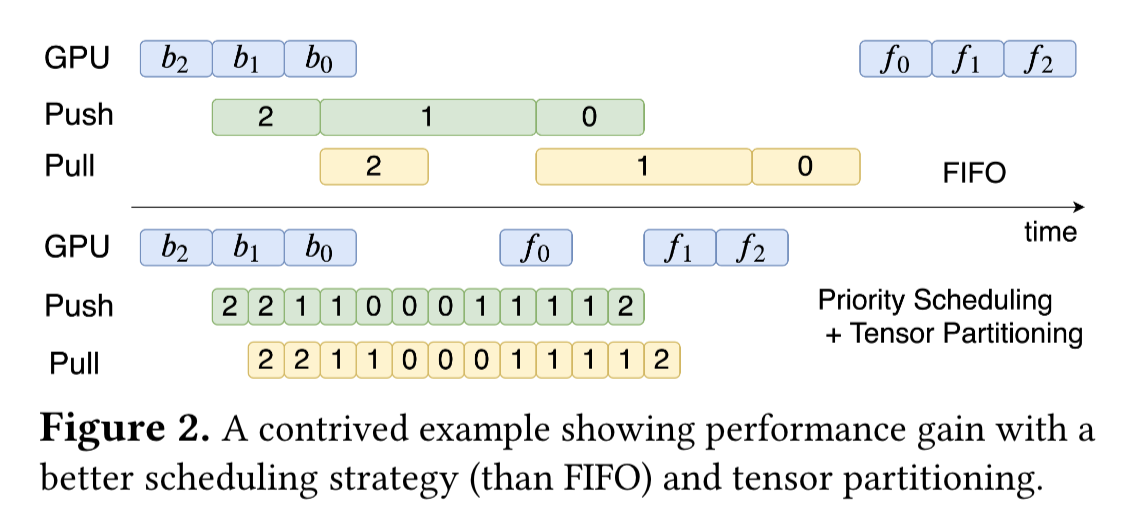 GPU b₂ b₁ b₀ f₀ f₁ f₂
Push 2 1 0
Pull 2 1 0 FIFO
time
GPU b₂ b₁ b₀ f₀ f₁ f₂
Push 2 2 1 1 0 0 0 1 1 1 1 2
Priority Scheduling
+ Tensor Partitioning
Pull 2 2 1 1 0 0 0 1 1 1 1 2
Figure 2. A contrived example showing performance gain with a
better scheduling strategy (than FIFO) and tensor partitioning.